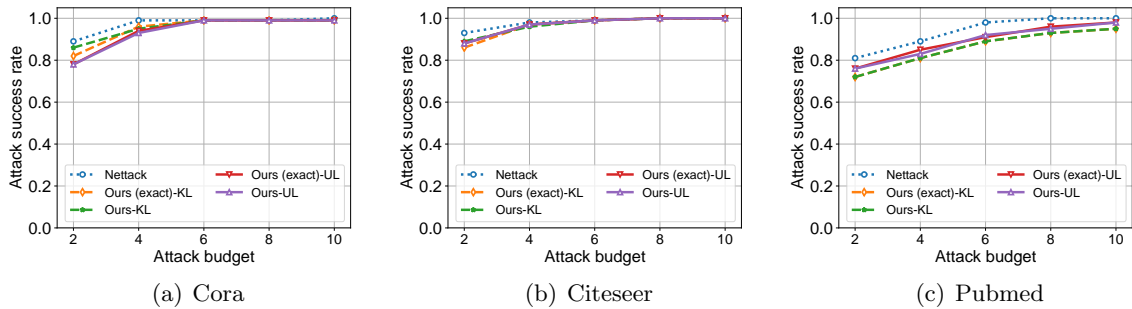 1.0
0.8
0.6
0.4
0.2
0.0
Attack success rate
Nettack
Ours (exact)-KL
Ours-KL
Ours (exact)-UL
Ours-UL
2 4 6 8 10
Attack budget
(a) Cora
1.0
0.8
0.6
0.4
0.2
0.0
Attack success rate
Nettack
Ours (exact)-KL
Ours-KL
Ours (exact)-UL
Ours-UL
2 4 6 8 10
Attack budget
(b) Citeseer
1.0
0.8
0.6
0.4
0.2
0.0
Attack success rate
Nettack
Ours (exact)-KL
Ours-KL
Ours (exact)-UL
Ours-UL
2 4 6 8 10
Attack budget
(c) Pubmed